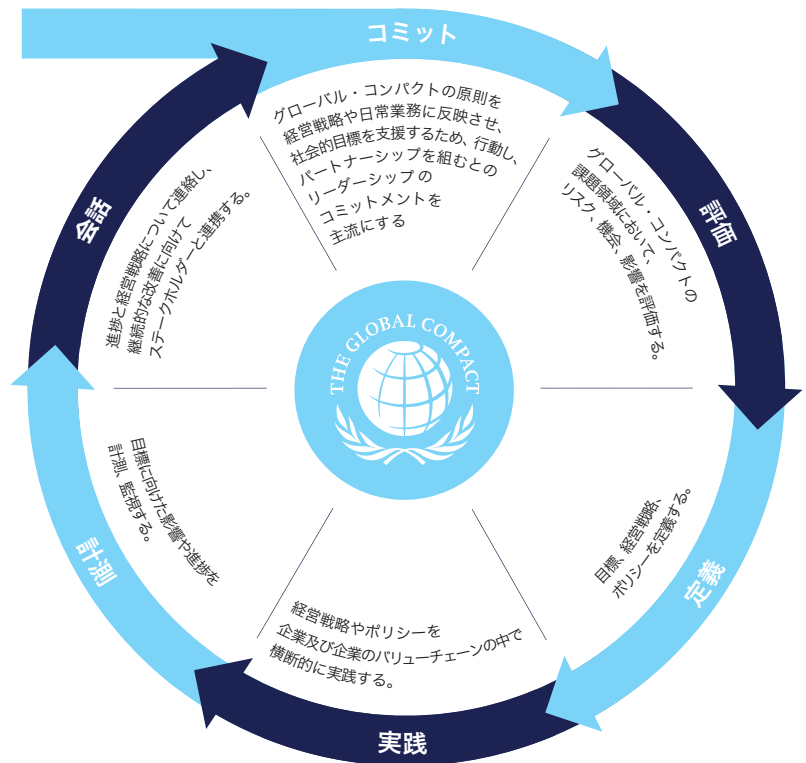 コミット
グローバル・コンパクトの原則を
経営戦略や日常業務に反映させ、
社会的目標を支援するため、行動し、
パートナーシップを組むとの
リーダーシップの
コミットメントを
主流にする
評価
グローバル・コンパクトの
課題領域において、
リスク、機会、影響を評価する。
定義
目標、経営戦略、
ポリシーを定義する。
実践
経営戦略やポリシーを
企業及び企業のバリューチェーンの中で
横断的に実践する。
計測
目標に向けた影響や進捗を
計測、監視する。
会話
進捗と経営戦略について連絡し、
継続的な改善に向けて
ステークホルダーと連携する。
THE GLOBAL COMPACT